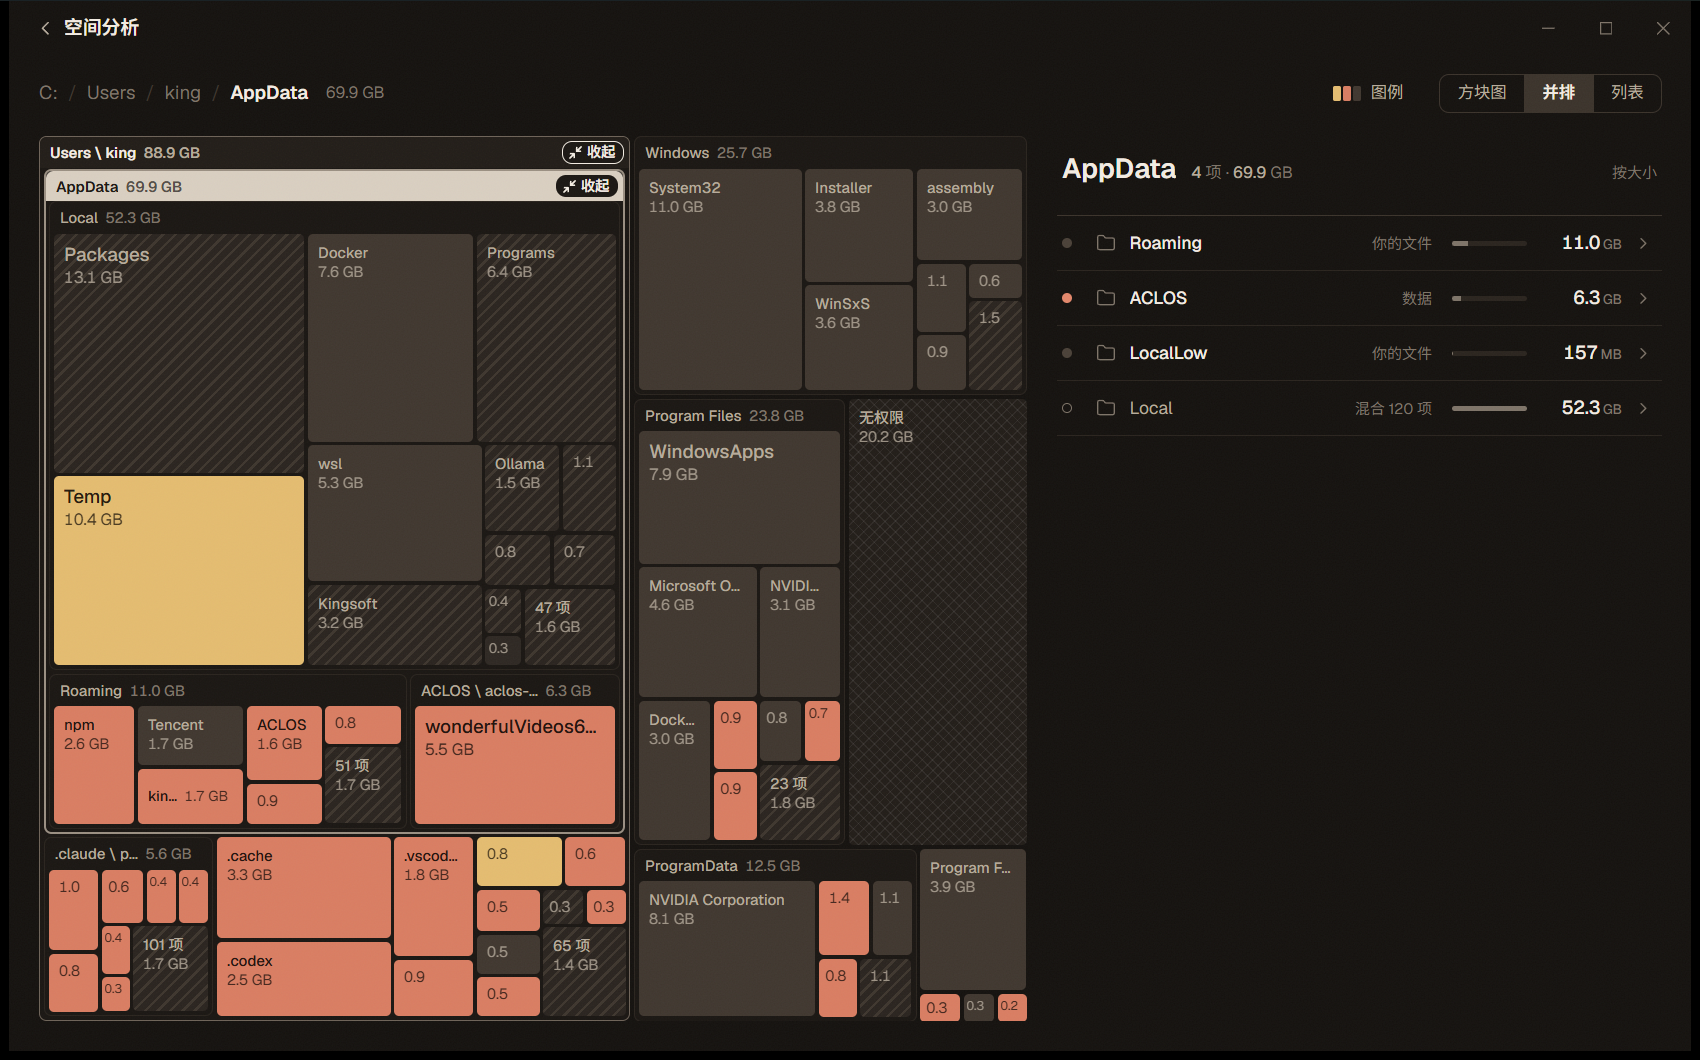 空间分析
C: / Users / king / AppData 69.9 GB
图例
方块图 并排 列表
Users \ king 88.9 GB 收起
AppData 69.9 GB 收起
Local 52.3 GB
Packages
13.1 GB
Docker
7.6 GB
Programs
6.4 GB
Temp
10.4 GB
wsl
5.3 GB
Ollama
1.5 GB
1.1
0.8
0.7
Kingsoft
3.2 GB
0.4
0.3
47 项
1.6 GB
Roaming 11.0 GB
npm
2.6 GB
Tencent
1.7 GB
kin... 1.7 GB
ACLOS
1.6 GB
0.9
0.8
51 项
1.7 GB
ACLOS \ aclos-... 6.3 GB
wonderfulVideos6...
5.5 GB
.claude \ p... 5.6 GB
1.0
0.6
0.4
0.4
0.8
0.4
0.3
101 项
1.7 GB
.cache
3.3 GB
.codex
2.5 GB
.vscod...
1.8 GB
0.9
0.8
0.6
0.5
0.3
0.3
0.5
0.5
65 项
1.4 GB
Windows 25.7 GB
System32
11.0 GB
Installer
3.8 GB
assembly
3.0 GB
WinSxS
3.6 GB
1.1
0.6
1.5
0.9
Program Files 23.8 GB
WindowsApps
7.9 GB
Microsoft O...
4.6 GB
NVIDI...
3.1 GB
Dock...
3.0 GB
0.9
0.8
0.7
0.9
23 项
1.8 GB
无权限
20.2 GB
ProgramData 12.5 GB
NVIDIA Corporation
8.1 GB
1.4
1.1
0.8
1.1
Program F...
3.9 GB
0.3
0.3
0.2
AppData 4 项 · 69.9 GB 按大小
Roaming 你的文件 11.0 GB
ACLOS 数据 6.3 GB
LocalLow 你的文件 157 MB
Local 混合 120 项 52.3 GB